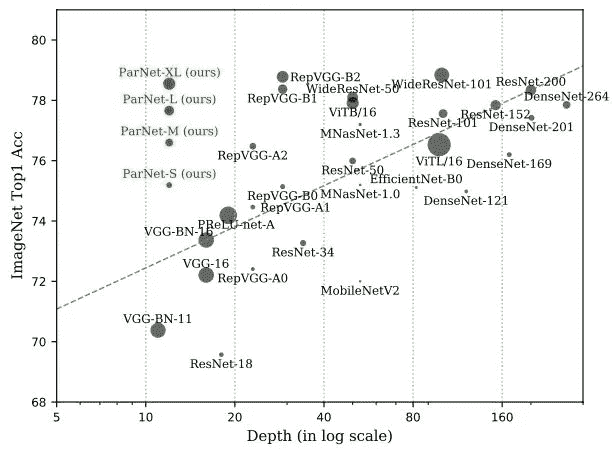 80
78
76
74
72
70
68
ImageNet Top1 Acc
ParNet-XL (ours)
RepVGG-B2
WideResNet-50
WideResNet-101
ResNet-200
ParNet-L (ours)
RepVGG-B1
DenseNet-264
ViTB/16
ResNet-152
ResNet-101
DenseNet-201
ParNet-M (ours)
MNasNet-1.3
RepVGG-A2
ViTL/16
DenseNet-169
ParNet-S (ours)
ResNet-50
EfficientNet-B0
RepVGG-B0
MNasNet-1.0
DenseNet-121
RepVGG-A1
PReLU-net-A
VGG-BN-16
ResNet-34
VGG-16
RepVGG-A0
MobileNetV2
VGG-BN-11
ResNet-18
5
10
20
40
80
160
Depth (in log scale)